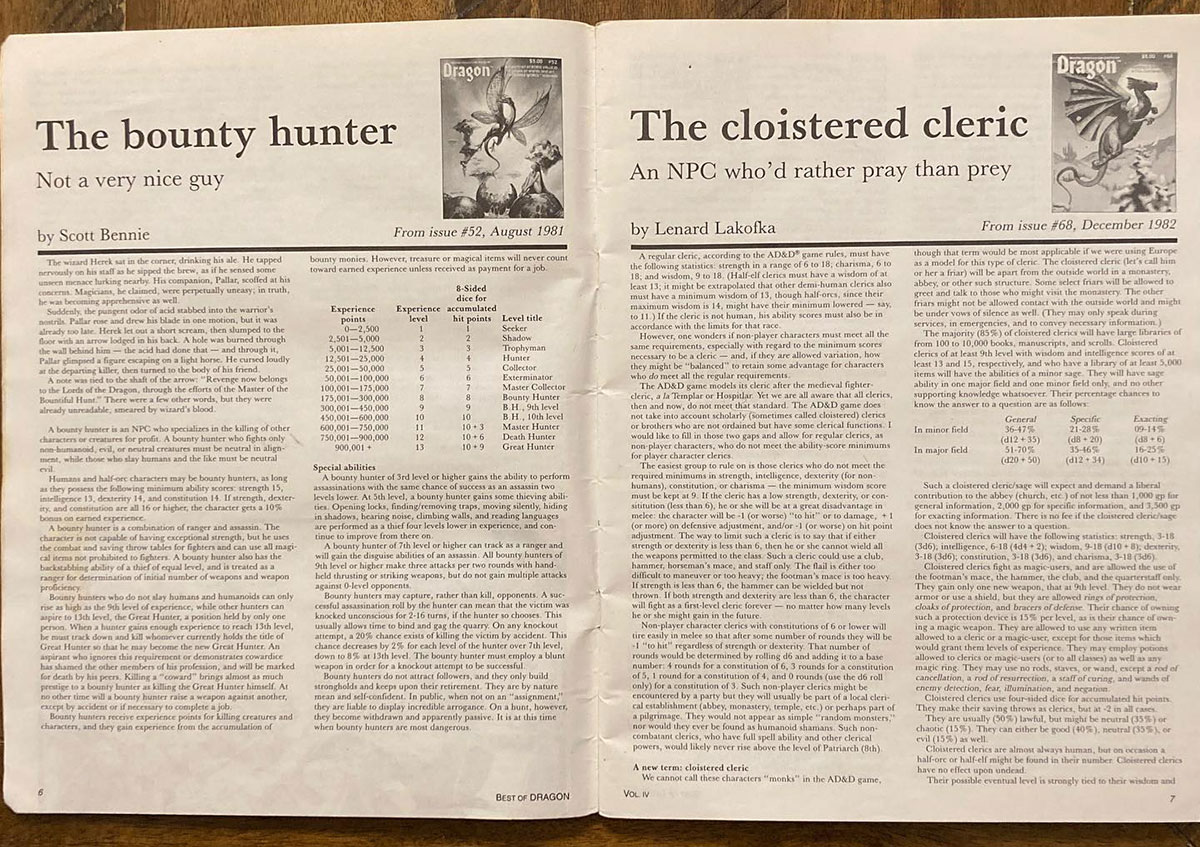 The bounty hunter
Not a very nice guy
by Scott Bennie
From issue #52, August 1981
Dragon
The wizard Herek sat in the corner, drinking his ale. He tapped
nervously on his staff as he sipped the brew, as if he sensed some
unseen menace lurking nearby. His companion, Pallar, scoffed at his
concerns. Magicians, he claimed, were perpetually uneasy; in truth,
he was becoming apprehensive as well.
Suddenly, the pungent odor of acid stabbed into the warrior's
nostrils. Pallar rose and drew his blade in one motion, but it was
already too late. Herek let out a short scream, then slumped to the
floor with an arrow lodged in his back. A hole was burned through
the wall behind him — the acid had done that — and through it,
Pallar glimpsed a figure escaping on a light horse. He cursed loudly
at the departing killer, then turned to the body of his friend.
A note was tied to the shaft of the arrow: "Revenge now belongs
to the Lords of the Dragon, through the efforts of the Master of the
Bountiful Hunt." There were a few other words, but they were
already unreadable, smeared by wizard's blood.
A bounty hunter is an NPC who specializes in the killing of other
characters or creatures for profit. A bounty hunter who fights only
non-humanoid, evil, or neutral creatures must be neutral in align-
ment, while those who slay humans and the like must be neutral
evil.
Humans and half-orc characters may be bounty hunters, as long
as they possess the following minimum ability scores: strength 15,
intelligence 13, dexterity 14, and constitution 14. If strength, dexter-
ity, and constitution are all 16 or higher, the character gets a 10%
bonus on earned experience.
A bounty hunter is a combination of ranger and assassin. The
character is not capable of having exceptional strength, but he uses
the combat and saving throw tables for fighters and can use all magi-
cal items not prohibited to fighters. A bounty hunter also has the
backstabbing ability of a thief of equal level, and is treated as a
ranger for determination of initial number of weapons and weapon
proficiency.
Bounty hunters who do not slay humans and humanoids can only
rise as high as the 9th level of experience, while other hunters can
aspire to 13th level, the Great Hunter, a position held by only one
person. When a hunter gains enough experience to reach 13th level,
he must track down and kill whomever currently holds the title of
Great Hunter so that he may become the new Great Hunter. An
aspirant who ignores this requirement or demonstrates cowardice
has shamed the other members of his profession, and will be marked
for death by his peers. Killing a "coward" brings almost as much
prestige to a bounty hunter as killing the Great Hunter himself. At
no other time will a bounty hunter raise a weapon against another,
except by accident or if necessary to complete a job.
Bounty hunters receive experience points for killing creatures and
characters, and they gain experience from the accumulation of
bounty monies. However, treasure or magical items will never count
toward earned experience unless received as payment for a job.
8-Sided
dice for
Experience Experience accumulated
points level hit points Level title
0—2,500 1 1 Seeker
2,501—5,000 2 2 Shadow
5,001—12,500 3 3 Trophyman
12,501—25,000 4 4 Hunter
25,001—50,000 5 5 Collector
50,001—100,000 6 6 Exterminator
100,001—175,000 7 7 Master Collector
175,001—300,000 8 8 Bounty Hunter
300,001—450,000 9 9 B.H., 9th level
450,001—600,000 10 10 B.H., 10th level
600,001—750,000 11 10 + 3 Master Hunter
750,001—900,000 12 10 + 6 Death Hunter
900,001 + 13 10 + 9 Great Hunter
Special abilities
A bounty hunter of 3rd level or higher gains the ability to perform
assassinations with the same chance of success as an assassin two
levels lower. At 5th level, a bounty hunter gains some thieving abili-
ties. Opening locks, finding/removing traps, moving silently, hiding
in shadows, hearing noise, climbing walls, and reading languages
are performed as a thief four levels lower in experience, and con-
tinue to improve from there on.
A bounty hunter of 7th level or higher can track as a ranger and
will gain the disguise abilities of an assassin. All bounty hunters of
9th level or higher make three attacks per two rounds with hand-
held thrusting or striking weapons, but do not gain multiple attacks
against 0-level opponents.
Bounty hunters may capture, rather than kill, opponents. A suc-
cessful assassination roll by the hunter can mean that the victim was
knocked unconscious for 2-16 turns, if the hunter so chooses. This
usually allows time to bind and gag the quarry. On any knockout
attempt, a 20% chance exists of killing the victim by accident. This
chance decreases by 2% for each level of the hunter over 7th level,
down to 8% at 13th level. The bounty hunter must employ a blunt
weapon in order for a knockout attempt to be successful.
Bounty hunters do not attract followers, and they only build
strongholds and keeps upon their retirement. They are by nature
mean and self-confident. In public, when not on an "assignment,"
they are liable to display incredible arrogance. On a hunt, however,
they become withdrawn and apparently passive. It is at this time
when bounty hunters are most dangerous.
6
BEST OF DRAGON
The cloistered cleric
An NPC who'd rather pray than prey
by Lenard Lakofka
From issue #68, December 1982
Dragon
A regular cleric, according to the AD&D® game rules, must have
the following statistics: strength in a range of 6 to 18; charisma, 6 to
18; and wisdom, 9 to 18. (Half-elf clerics must have a wisdom of at
least 13; it might be extrapolated that other demi-human clerics also
must have a minimum wisdom of 13, though half-orcs, since their
maximum wisdom is 14, might have their minimum lowered — say,
to 11.) If the cleric is not human, his ability scores must also be in
accordance with the limits for that race.
However, one wonders if non-player characters must meet all the
same requirements, especially with regard to the minimum scores
necessary to be a cleric — and, if they are allowed variation, how
they might be "balanced" to retain some advantage for characters
who do meet all the regular requirements.
The AD&D game models its cleric after the medieval fighter-
cleric, a la Templar or Hospitlar. Yet we are all aware that all clerics,
then and now, do not meet that standard. The AD&D game does
not take into account scholarly (sometimes called cloistered) clerics
or brothers who are not ordained but have some clerical functions. I
would like to fill in those two gaps and allow for regular clerics, as
non-player characters, who do not meet the ability-score minimums
for player character clerics.
The easiest group to rule on is those clerics who do not meet the
required minimums in strength, intelligence, dexterity (for non-
humans), constitution, or charisma — the minimum wisdom score
must be kept at 9. If the cleric has a low strength, dexterity, or con-
stitution (less than 6), he or she will be at a great disadvantage in
melee: the character will be -1 (or worse) "to hit" or to damage, + 1
(or more) on defensive adjustment, and/or -1 (or worse) on hit point
adjustment. The way to limit such a cleric is to say that if either
strength or dexterity is less than 6, then he or she cannot wield all
the weapons permitted to the class. Such a cleric could use a club,
hammer, horseman's mace, and staff only. The flail is either too
difficult to maneuver or too heavy; the footman's mace is too heavy.
If strength is less than 6, the hammer can be wielded but not
thrown. If both strength and dexterity are less than 6, the character
will fight as a first-level cleric forever — no matter how many levels
he or she might gain in the future.
Non-player character clerics with constitutions of 6 or lower will
tire easily in melee so that after some number of rounds they will be
-1 "to hit" regardless of strength or dexterity. That number of
rounds would be determined by rolling d6 and adding it to a base
number: 4 rounds for a constitution of 6, 3 rounds for a constitution
of 5, 1 round for a constitution of 4, and 0 rounds (use the d6 roll
only) for a constitution of 3. Such non-player clerics might be
encountered by a party but they will usually be part of a local cleri-
cal establishment (abbey, monastery, temple, etc.) or perhaps part of
a pilgrimage. They would not appear as simple "random monsters,"
nor would they ever be found as humanoid shamans. Such non-
combatant clerics, who have full spell ability and other clerical
powers, would likely never rise above the level of Patriarch (8th).
A new term: cloistered cleric
We cannot call these characters "monks" in the AD&D game,
though that term would be most applicable if we were using Europe
as a model for this type of cleric. The cloistered cleric (let's call him
or her a friar) will be apart from the outside world in a monastery,
abbey, or other such structure. Some select friars will be allowed to
greet and talk to those who might visit the monastery. The other
friars might not be allowed contact with the outside world and might
be under vows of silence as well. (They may only speak during
services, in emergencies, and to convey necessary information.)
The majority (85%) of cloistered clerics will have large libraries of
from 100 to 10,000 books, manuscripts, and scrolls. Cloistered
clerics of at least 9th level with wisdom and intelligence scores of at
least 13 and 15, respectively, and who have a library of at least 5,000
items will have the abilities of a minor sage. They will have sage
ability in one major field and one minor field only, and no other
supporting knowledge whatsoever. Their percentage chances to
know the answer to a question are as follows:
General Specific Exacting
In minor field 36-47% 21-28% 09-14%
(d12 + 35) (d8 + 20) (d8 + 6)
In major field 51-70% 35-46% 16-25%
(d20 + 50) (d12 + 34) (d10 + 15)
Such a cloistered cleric/sage will expect and demand a liberal
contribution to the abbey (church, etc.) of not less than 1,000 gp for
general information, 2,000 gp for specific information, and 3,500 gp
for exacting information. There is no fee if the cloistered cleric/sage
does not know the answer to a question.
Cloistered clerics will have the following statistics: strength, 3-18
(3d6); intelligence, 6-18 (4d4 + 2); wisdom, 9-18 (d10 + 8); dexterity,
3-18 (3d6); constitution, 3-18 (3d6), and charisma, 3-18 (3d6).
Cloistered clerics fight as magic-users, and are allowed the use of
the footman's mace, the hammer, the club, and the quarterstaff only.
They gain only one new weapon, that at 9th level. They do not wear
armor or use a shield, but they are allowed rings of protection,
cloaks of protection, and bracers of defense. Their chance of owning
such a protection device is 15% per level, as is their chance of own-
ing a magic weapon. They are allowed to use any written item
allowed to a cleric or a magic-user, except for those items which
would grant them levels of experience. They may employ potions
allowed to clerics or magic-users (or to all classes) as well as any
magic ring. They may use no rods, staves, or wand, except a rod of
cancellation, a rod of resurrection, a staff of curing, and wands of
enemy detection, fear, illumination, and negation.
Cloistered clerics use four-sided dice for accumulated hit points.
They make their saving throws as clerics, but at -2 in all cases.
They are usually (50%) lawful, but might be neutral (35%) or
chaotic (15%). They can either be good (40%), neutral (35%), or
evil (15%) as well.
Cloistered clerics are almost always human, but on occasion a
half-orc or half-elf might be found in their number. Cloistered clerics
have no effect upon undead.
Their possible eventual level is strongly tied to their wisdom and
VOL. IV
7